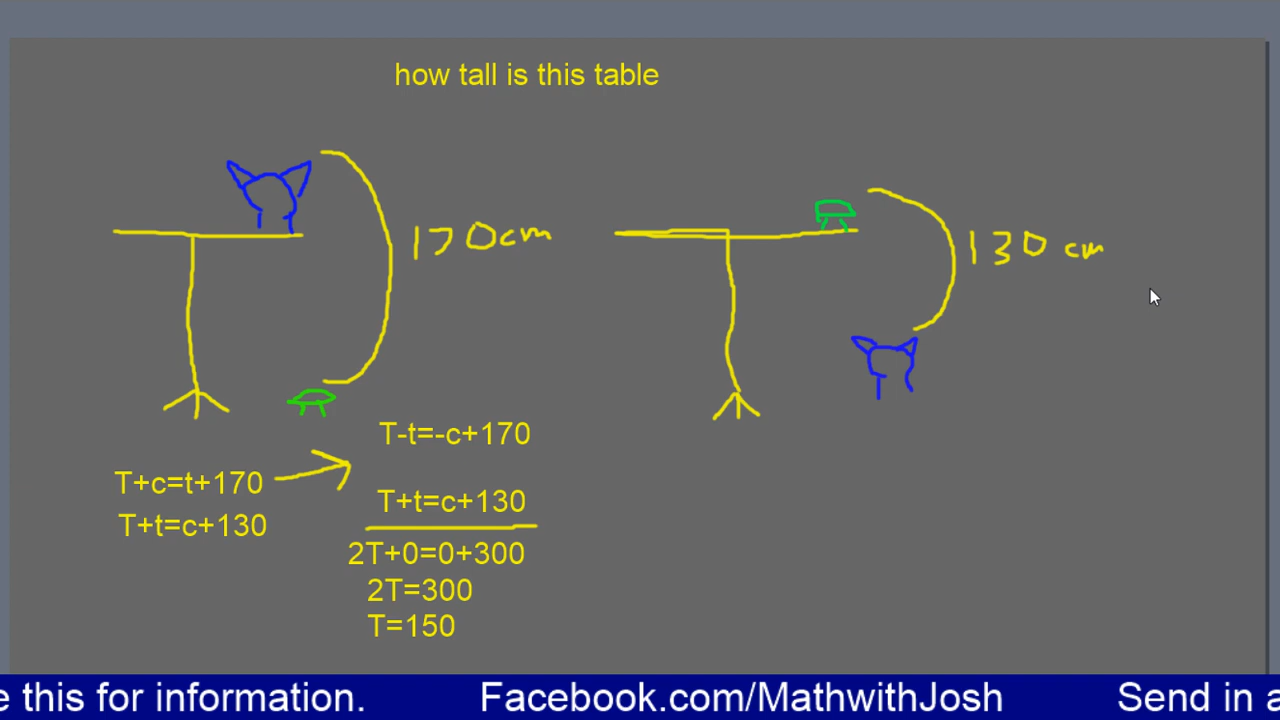 how tall is this table
170cm
130 cm
T-t=-c+170
T+c=t+170
T+t=c+130
T+t=c+130
2T+0=0+300
2T=300
T=150
e this for information. Facebook.com/MathwithJosh Send in a